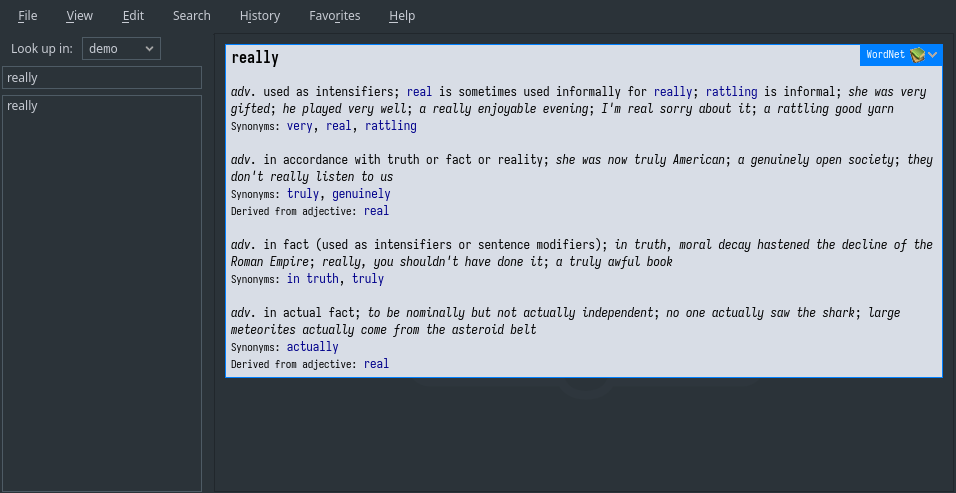 File View Edit Search History Favorites Help
Look up in: demo
really
really
really
WordNet
adv. used as intensifiers; real is sometimes used informally for really; rattling is informal; she was very
gifted; he played very well; a really enjoyable evening; I'm real sorry about it; a rattling good yarn
Synonyms: very, real, rattling
adv. in accordance with truth or fact or reality; she was now truly American; a genuinely open society; they
don't really listen to us
Synonyms: truly, genuinely
Derived from adjective: real
adv. in fact (used as intensifiers or sentence modifiers); in truth, moral decay hastened the decline of the
Roman Empire; really, you shouldn't have done it; a truly awful book
Synonyms: in truth, truly
adv. in actual fact; to be nominally but not actually independent; no one actually saw the shark; large
meteorites actually come from the asteroid belt
Synonyms: actually
Derived from adjective: real